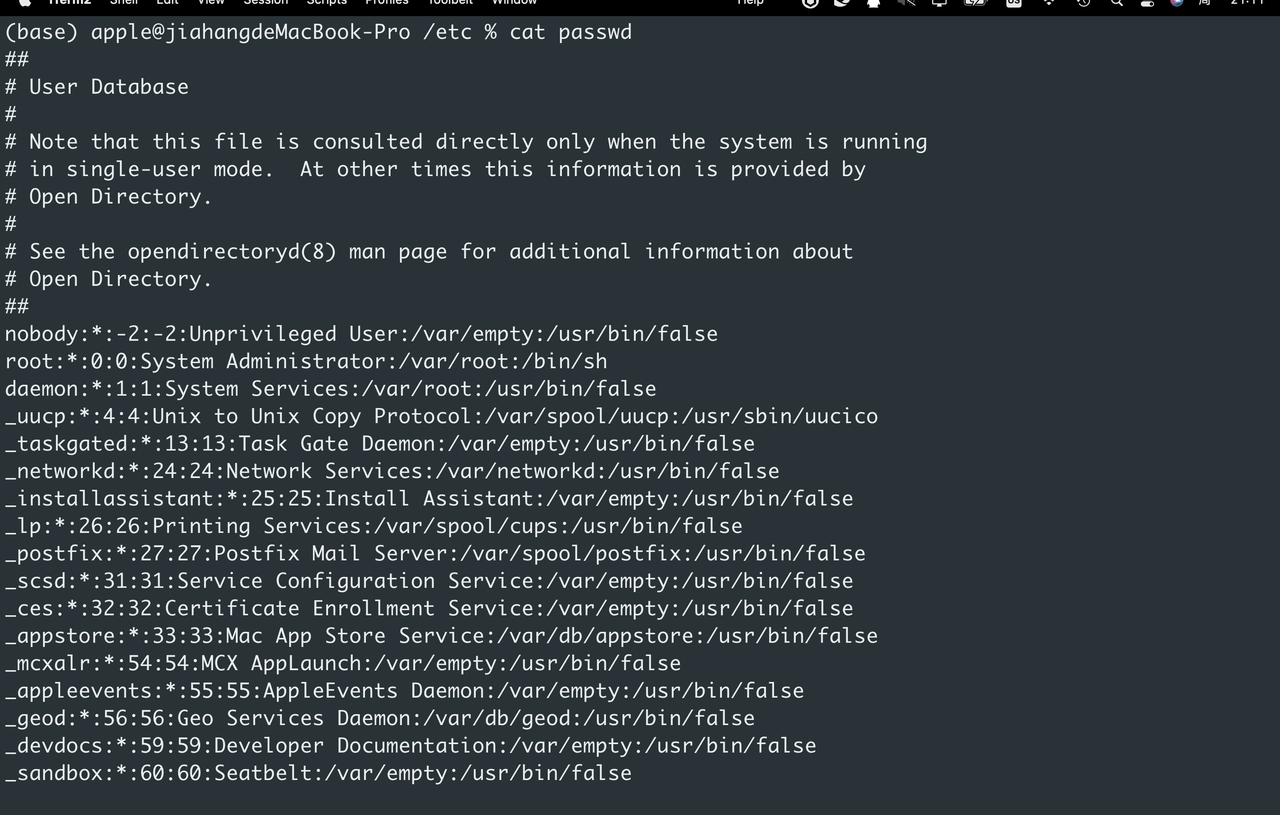 iTerm2 Shell Edit View Session Scripts Profiles Toolbelt Window Help
(base) apple@jiahangdeMacBook-Pro /etc % cat passwd
##
# User Database
#
# Note that this file is consulted directly only when the system is running
# in single-user mode.  At other times this information is provided by
# Open Directory.
#
# See the opendirectoryd(8) man page for additional information about
# Open Directory.
##
nobody:*:-2:-2:Unprivileged User:/var/empty:/usr/bin/false
root:*:0:0:System Administrator:/var/root:/bin/sh
daemon:*:1:1:System Services:/var/root:/usr/bin/false
_uucp:*:4:4:Unix to Unix Copy Protocol:/var/spool/uucp:/usr/sbin/uucico
_taskgated:*:13:13:Task Gate Daemon:/var/empty:/usr/bin/false
_networkd:*:24:24:Network Services:/var/networkd:/usr/bin/false
_installassistant:*:25:25:Install Assistant:/var/empty:/usr/bin/false
_lp:*:26:26:Printing Services:/var/spool/cups:/usr/bin/false
_postfix:*:27:27:Postfix Mail Server:/var/spool/postfix:/usr/bin/false
_scsd:*:31:31:Service Configuration Service:/var/empty:/usr/bin/false
_ces:*:32:32:Certificate Enrollment Service:/var/empty:/usr/bin/false
_appstore:*:33:33:Mac App Store Service:/var/db/appstore:/usr/bin/false
_mcxalr:*:54:54:MCX AppLaunch:/var/empty:/usr/bin/false
_appleevents:*:55:55:AppleEvents Daemon:/var/empty:/usr/bin/false
_geod:*:56:56:Geo Services Daemon:/var/db/geod:/usr/bin/false
_devdocs:*:59:59:Developer Documentation:/var/empty:/usr/bin/false
_sandbox:*:60:60:Seatbelt:/var/empty:/usr/bin/false